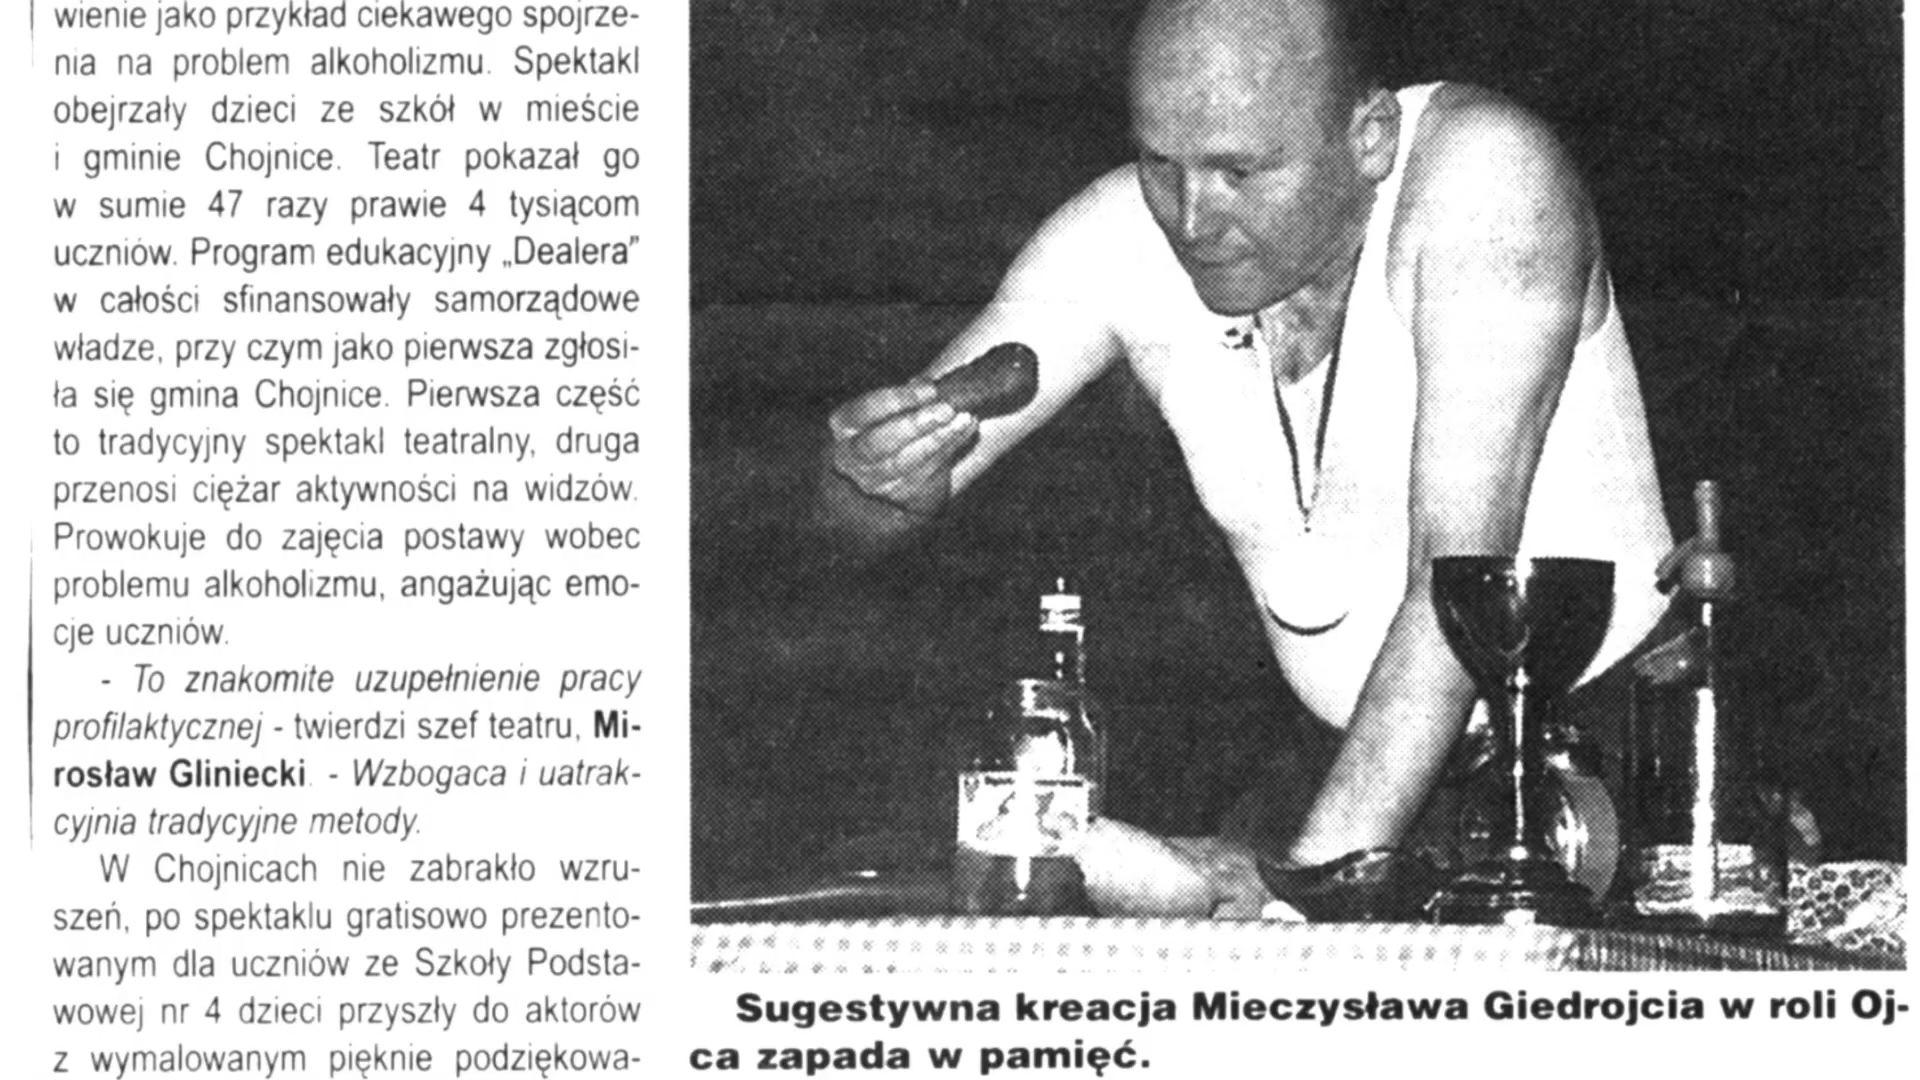 wienie jako przykład ciekawego spojrze-
nia na problem alkoholizmu. Spektakl
obejrzały dzieci ze szkół w mieście
i gminie Chojnice. Teatr pokazał go
w sumie 47 razy prawie 4 tysiącom
uczniów. Program edukacyjny „Dealera”
w całości sfinansowały samorządowe
władze, przy czym jako pierwsza zgłosi-
ła się gmina Chojnice. Pierwsza część
to tradycyjny spektakl teatralny, druga
przenosi ciężar aktywności na widzów.
Prowokuje do zajęcia postawy wobec
problemu alkoholizmu, angażując emo-
cje uczniów.
- To znakomite uzupełnienie pracy
profilaktycznej - twierdzi szef teatru, Mi-
rosław Gliniecki. - Wzbogaca i uatrak-
cyjnia tradycyjne metody.
W Chojnicach nie zabrakło wzru-
szeń, po spektaklu gratisowo prezento-
wanym dla uczniów ze Szkoły Podsta-
wowej nr 4 dzieci przyszły do aktorów
z wymalowanym pięknie podziękowa-
Sugestywna kreacja Mieczysława Giedrojcia w roli Oj-
ca zapada w pamięć.